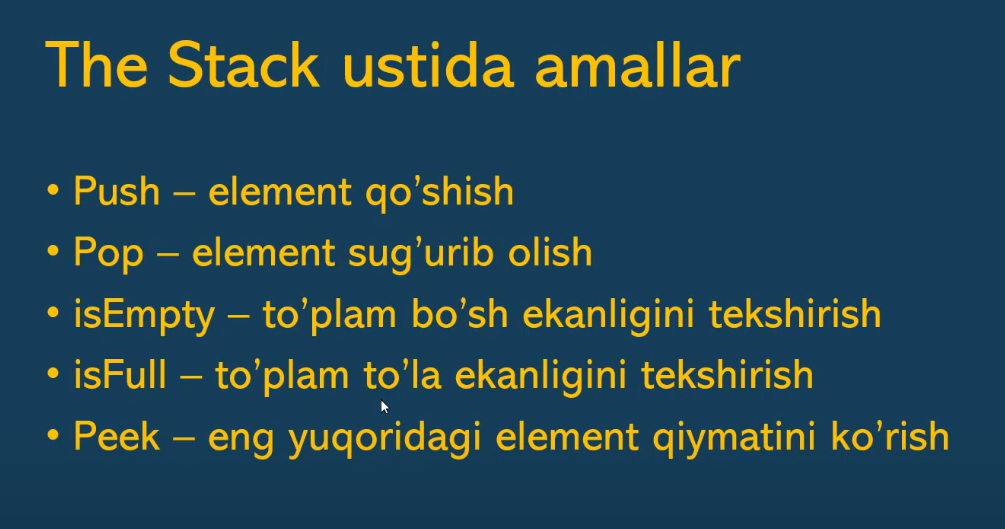 The Stack ustida amallar
• Push – element qo’shish
• Pop – element sug’urib olish
• isEmpty – to’plam bo’sh ekanligini tekshirish
• isFull – to’plam to’la ekanligini tekshirish
• Peek – eng yuqoridagi element qiymatini ko’rish